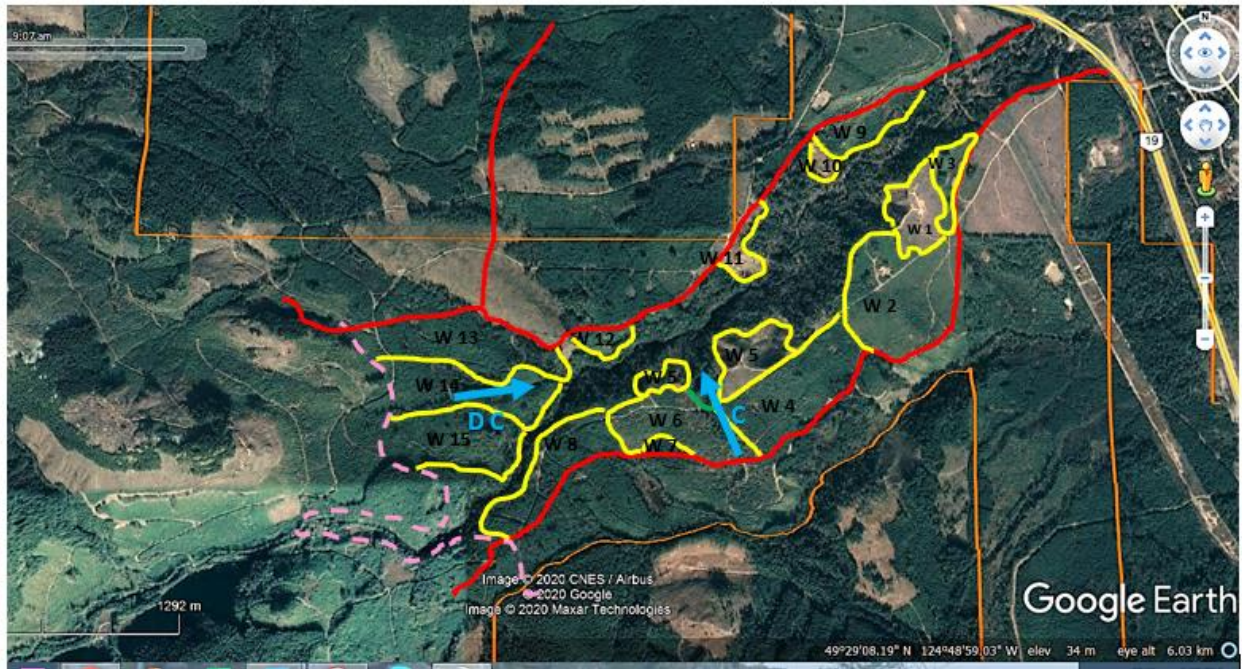 9:07 am
N
19
W 9
W 10
W 3
W 1
W 11
W 2
W 13
W 12
W 5
W 14
W 5
D C
W 6
C
W 4
W 15
W 8
W 7
Image © 2020 CNES / Airbus
© 2020 Google
Image © 2020 Maxar Technologies
1292 m
Google Earth
49°29'08.19" N 124°48'59.03" W elev 34 m eye alt 6.03 km